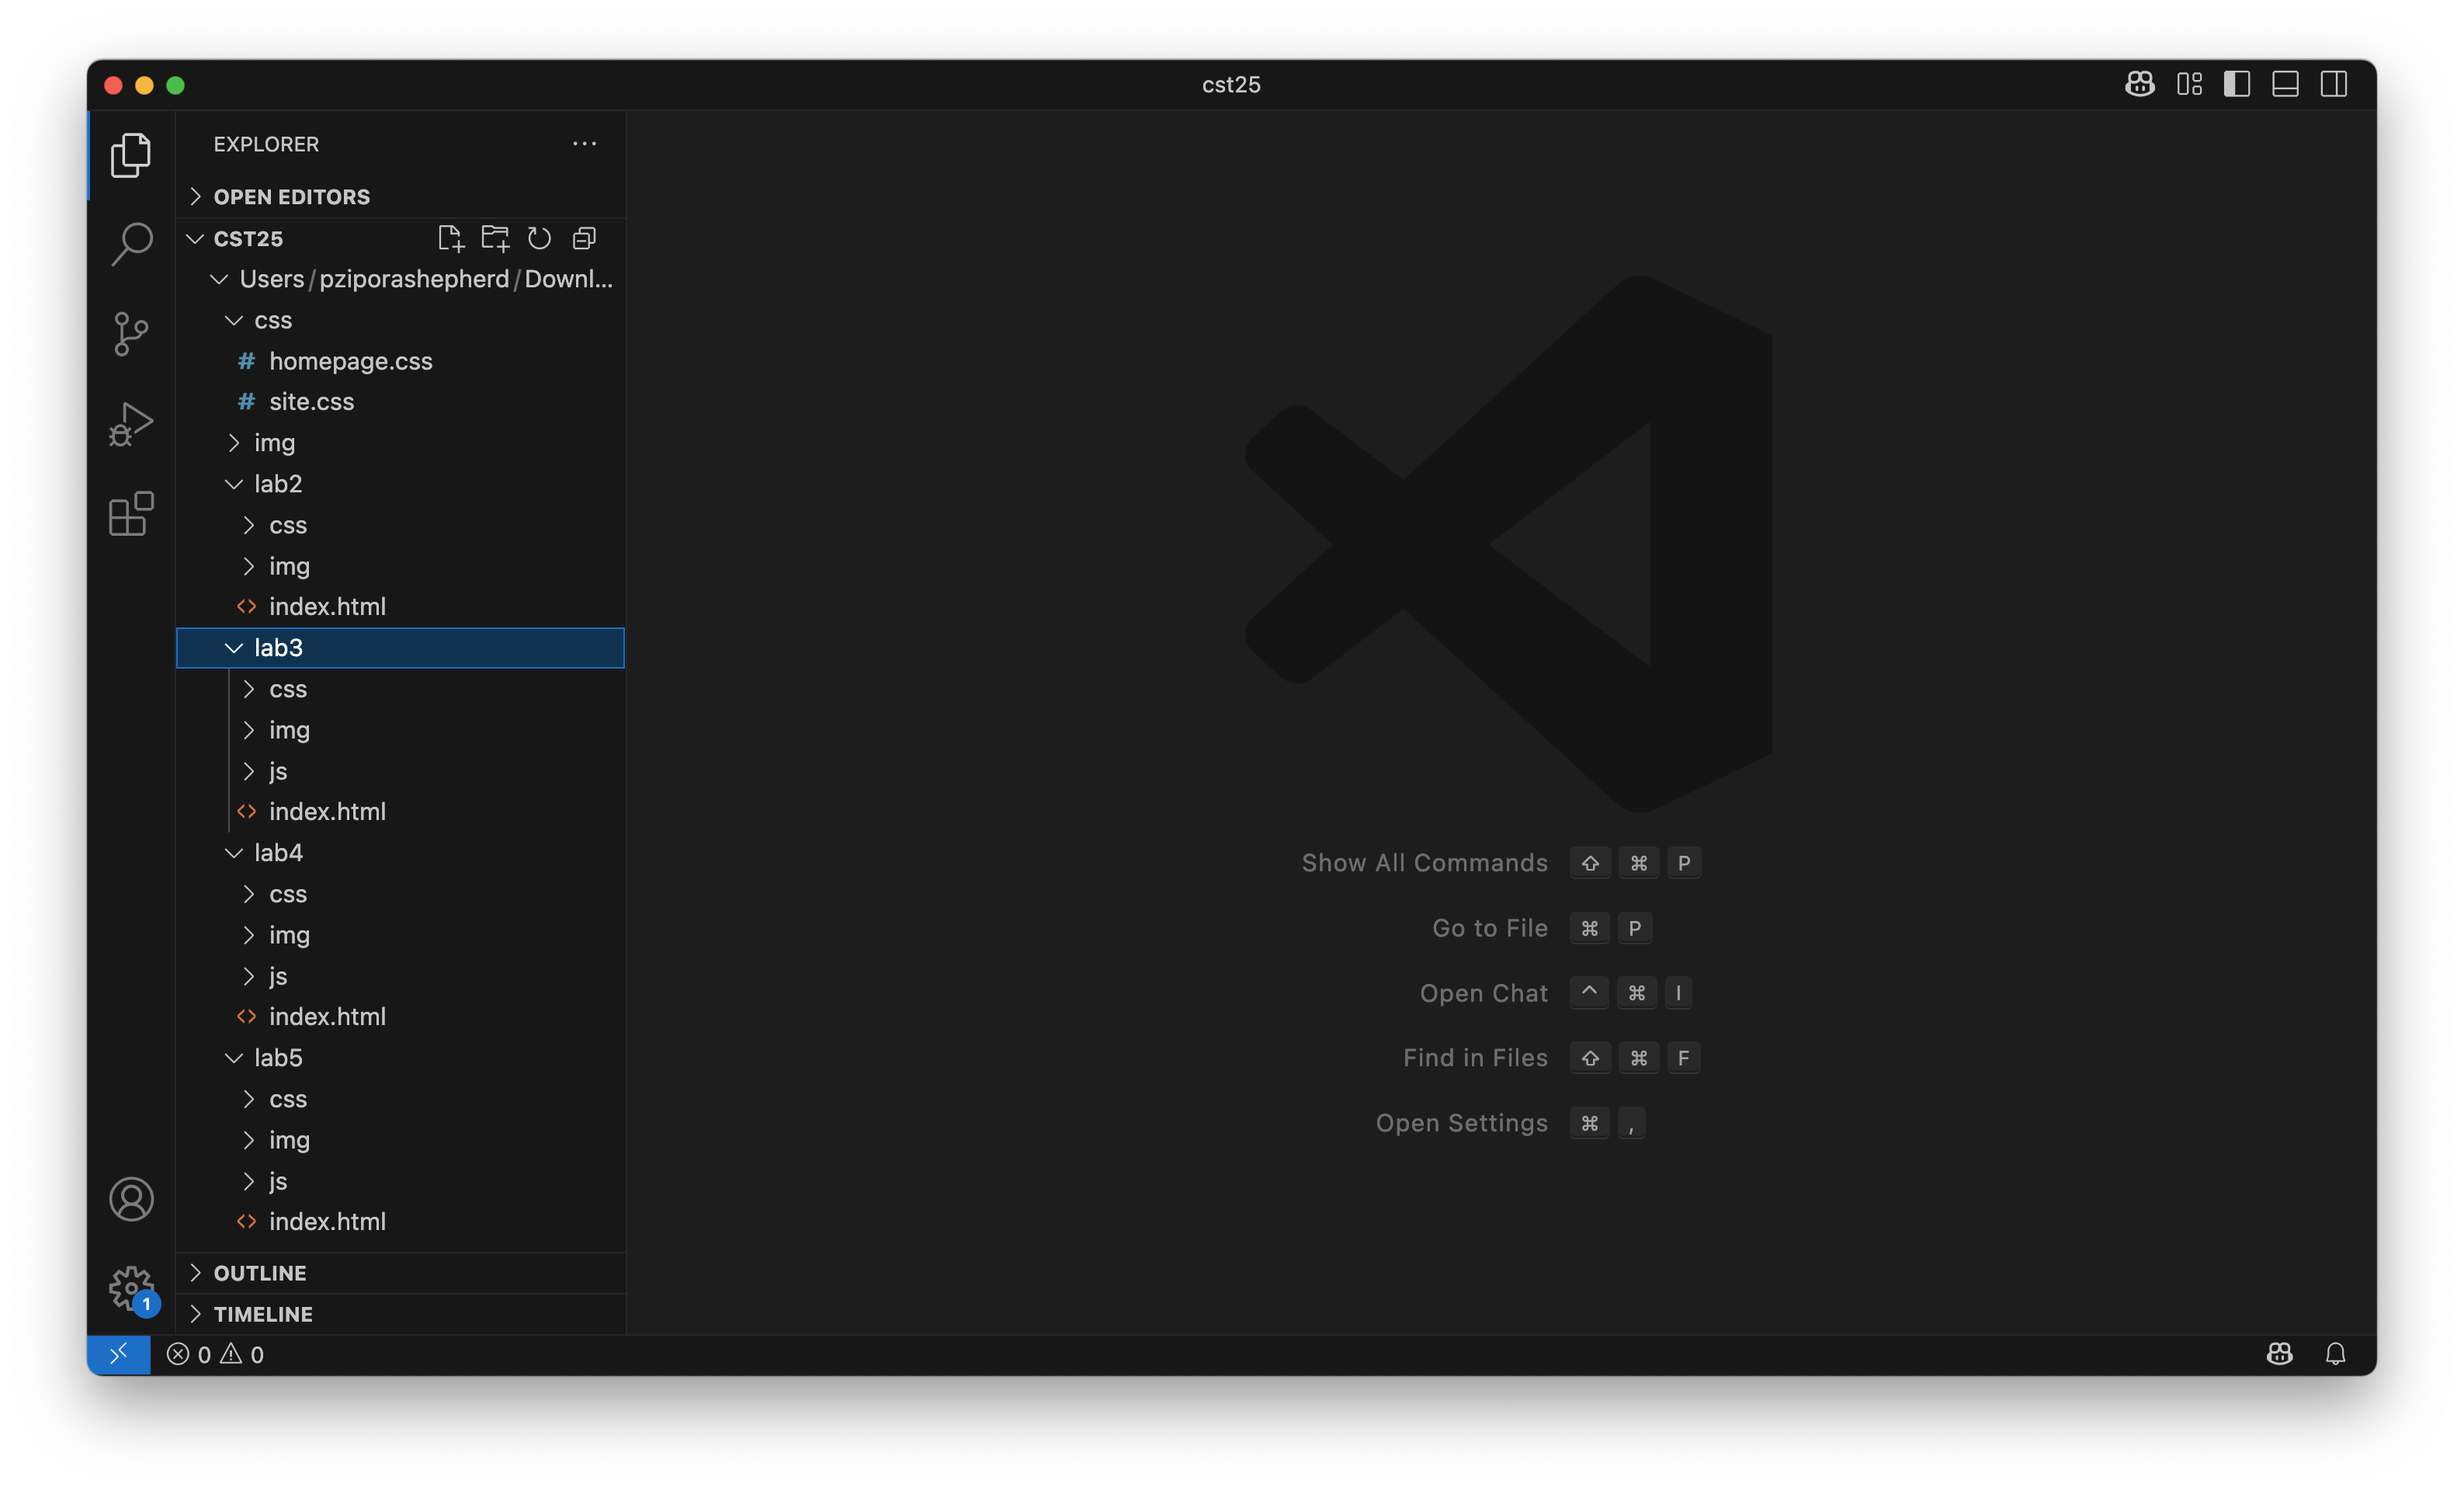 cst25
EXPLORER
OPEN EDITORS
CST25
Users/pziporashepherd/Downl...
css
# homepage.css
# site.css
img
lab2
css
img
<> index.html
lab3
css
img
js
<> index.html
lab4
css
img
js
<> index.html
lab5
css
img
js
<> index.html
OUTLINE
TIMELINE
1
0 0
Show All Commands ⇧ ⌘ P
Go to File ⌘ P
Open Chat ^ ⌘ I
Find in Files ⇧ ⌘ F
Open Settings ⌘ ,